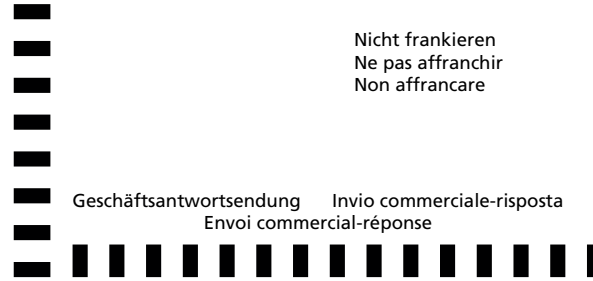 Nicht frankieren
Ne pas affranchir
Non affrancare
Geschäftsantwortsendung Invio commerciale-risposta
Envoi commercial-réponse